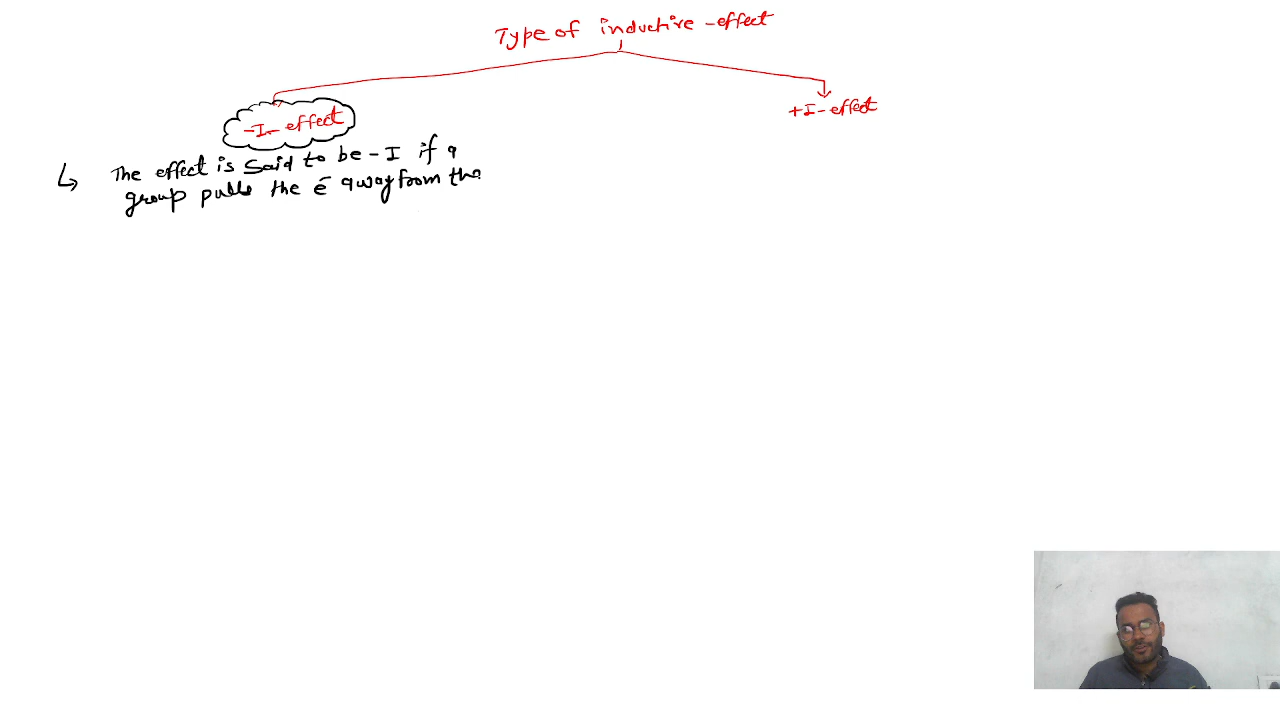 Type of inductive -effect
-I- effect
+I-effect
↳ The effect is said to be -I if a
group pulls the e̅ away from the